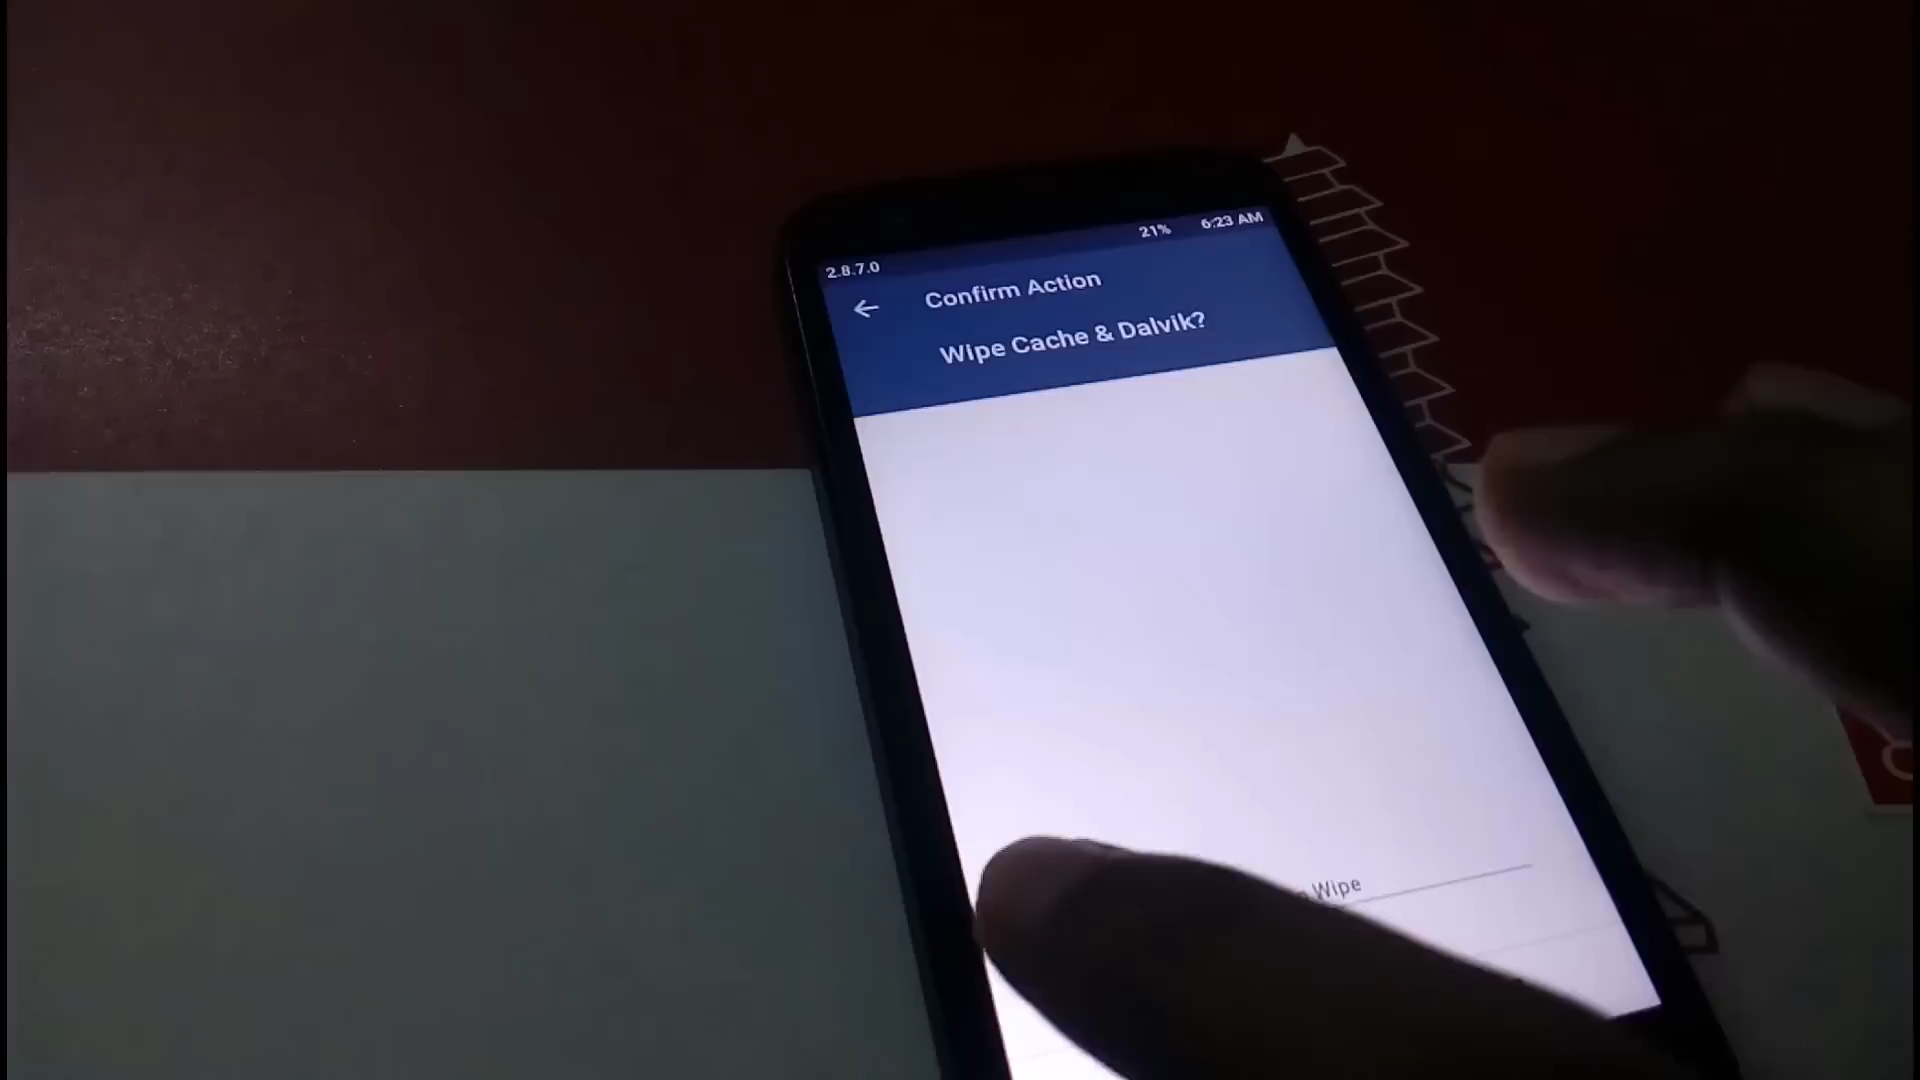 2.8.7.0 21% 6:23 AM
Confirm Action
Wipe Cache & Dalvik?
Wipe